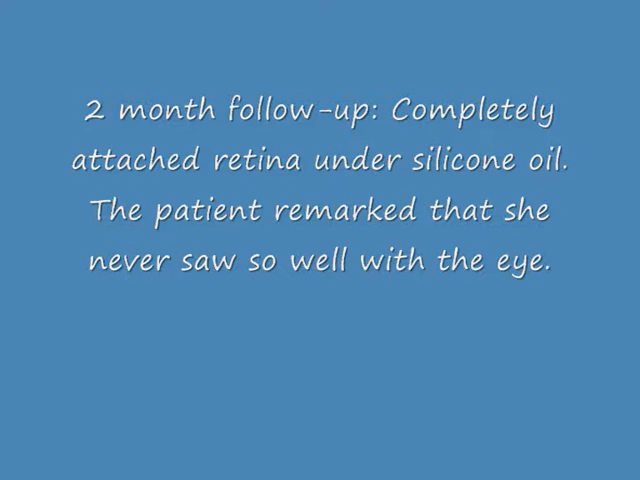 2 month follow-up: Completely
attached retina under silicone oil.
The patient remarked that she
never saw so well with the eye.